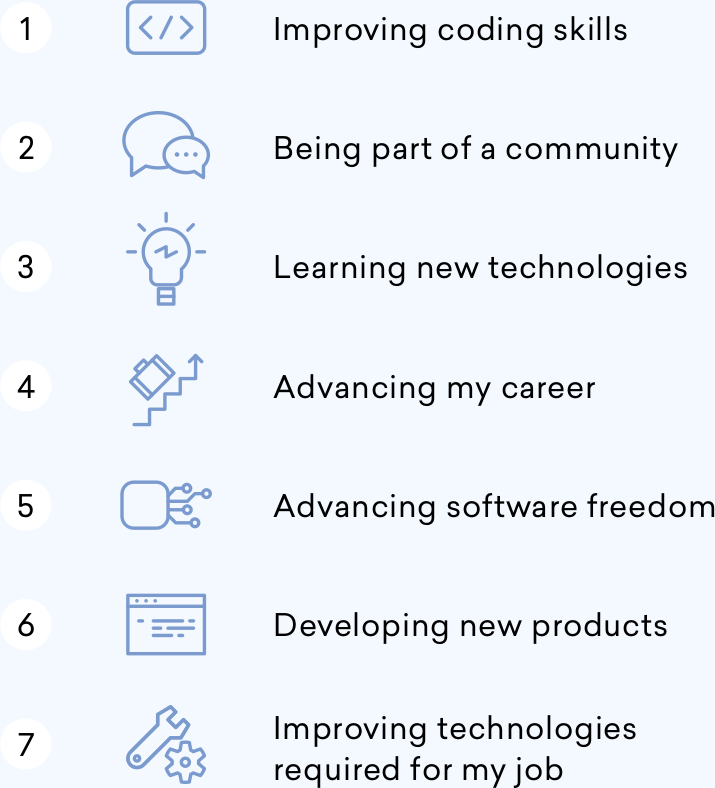 1 Improving coding skills
2 Being part of a community
3 Learning new technologies
4 Advancing my career
5 Advancing software freedom
6 Developing new products
7 Improving technologies
required for my job